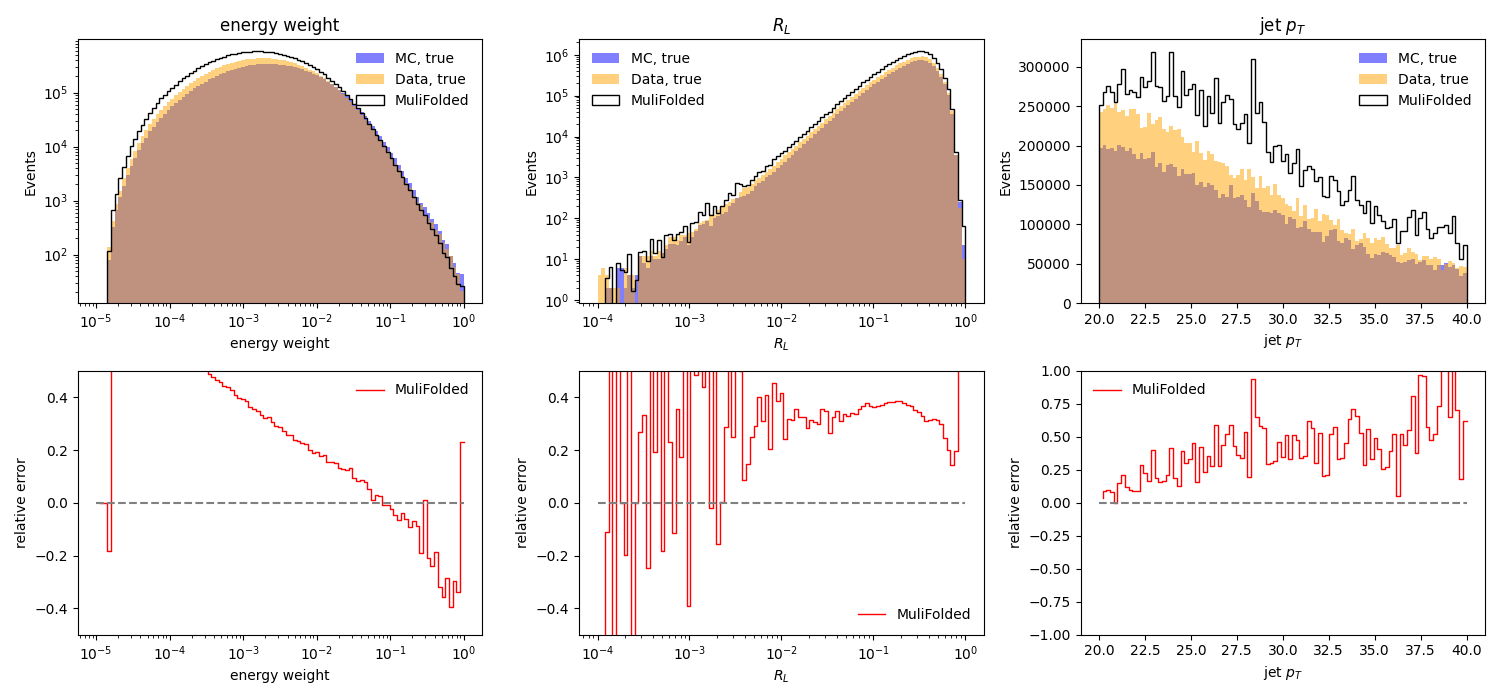 energy weight
MC, true
Data, true
MuliFolded
Events
10^5
10^4
10^3
10^2
10^-5 10^-4 10^-3 10^-2 10^-1 10^0
energy weight
R_L
MC, true
Data, true
MuliFolded
Events
10^6
10^5
10^4
10^3
10^2
10^1
10^0
10^-4 10^-3 10^-2 10^-1 10^0
R_L
jet p_T
MC, true
Data, true
MuliFolded
Events
300000
250000
200000
150000
100000
50000
0
20.0 22.5 25.0 27.5 30.0 32.5 35.0 37.5 40.0
jet p_T
MuliFolded
relative error
0.4
0.2
0.0
−0.2
−0.4
10^-5 10^-4 10^-3 10^-2 10^-1 10^0
energy weight
relative error
0.4
0.2
0.0
−0.2
−0.4
MuliFolded
10^-4 10^-3 10^-2 10^-1 10^0
R_L
MuliFolded
relative error
1.00
0.75
0.50
0.25
0.00
−0.25
−0.50
−0.75
−1.00
20.0 22.5 25.0 27.5 30.0 32.5 35.0 37.5 40.0
jet p_T